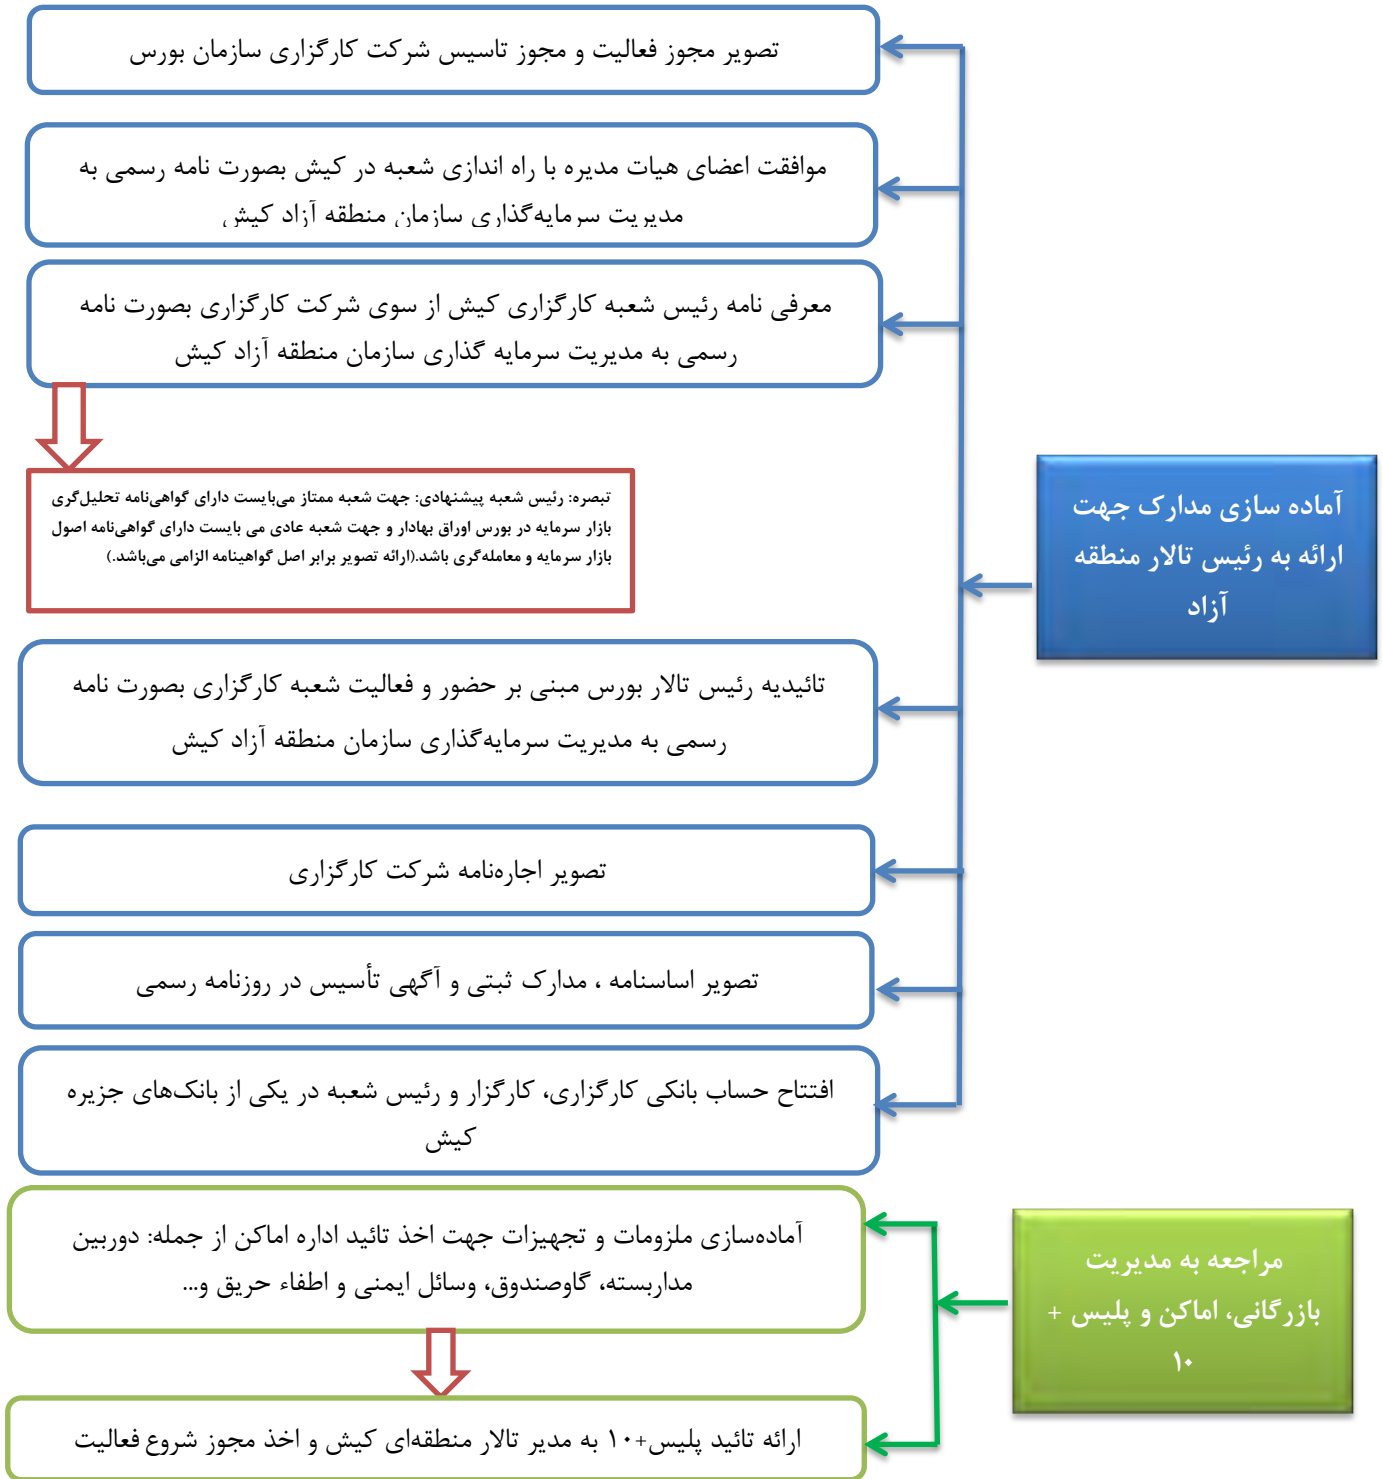 تصویر مجوز فعالیت و مجوز تاسیس شرکت کارگزاری سازمان بورس
موافقت اعضای هیات مدیره با راه اندازی شعبه در کیش بصورت نامه رسمی به
مدیریت سرمایه‌گذاری سازمان منطقه آزاد کیش
معرفی نامه رئیس شعبه کارگزاری کیش از سوی شرکت کارگزاری بصورت نامه
رسمی به مدیریت سرمایه گذاری سازمان منطقه آزاد کیش
تبصره: رئیس شعبه پیشنهادی: جهت شعبه ممتاز می‌بایست دارای گواهی‌نامه تحلیل‌گری
بازار سرمایه در بورس اوراق بهادار و جهت شعبه عادی می بایست دارای گواهی‌نامه اصول
بازار سرمایه و معامله‌گری باشد.(ارائه تصویر برابر اصل گواهینامه الزامی می‌باشد.)
آماده سازی مدارک جهت
ارائه به رئیس تالار منطقه
آزاد
تائیدیه رئیس تالار بورس مبنی بر حضور و فعالیت شعبه کارگزاری بصورت نامه
رسمی به مدیریت سرمایه‌گذاری سازمان منطقه آزاد کیش
تصویر اجاره‌نامه شرکت کارگزاری
تصویر اساسنامه ، مدارک ثبتی و آگهی تأسیس در روزنامه رسمی
افتتاح حساب بانکی کارگزاری، کارگزار و رئیس شعبه در یکی از بانک‌های جزیره
کیش
مراجعه به مدیریت
بازرگانی، اماکن و پلیس +
۱۰
آماده‌سازی ملزومات و تجهیزات جهت اخذ تائید اداره اماکن از جمله: دوربین
مداربسته، گاوصندوق، وسائل ایمنی و اطفاء حریق و...
ارائه تائید پلیس+۱۰ به مدیر تالار منطقه‌ای کیش و اخذ مجوز شروع فعالیت